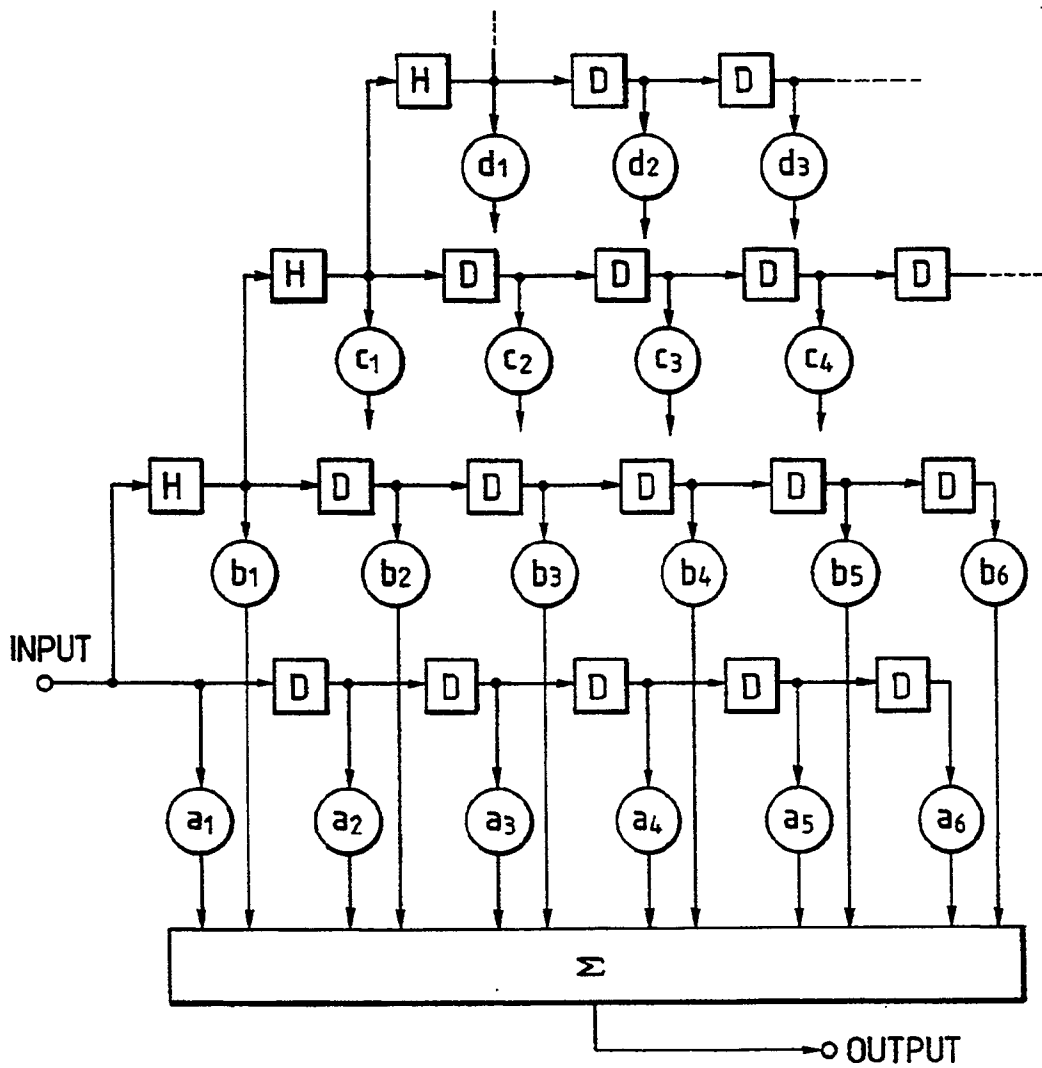 H D D
d1 d2 d3
H D D D D
c1 c2 c3 c4
H D D D D D
b1 b2 b3 b4 b5 b6
INPUT
D D D D D
a1 a2 a3 a4 a5 a6
Σ
OUTPUT